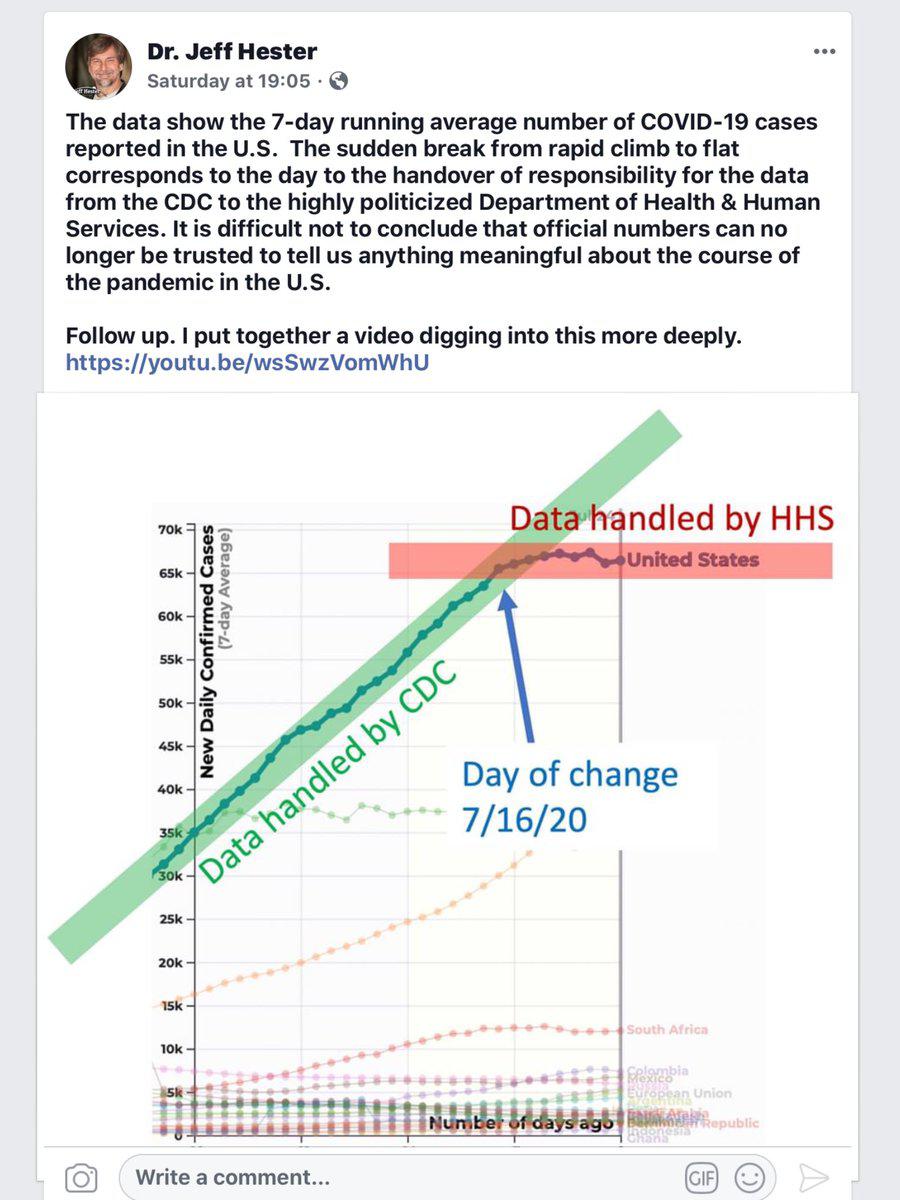 Dr. Jeff Hester
Saturday at 19:05 ·
The data show the 7-day running average number of COVID-19 cases
reported in the U.S. The sudden break from rapid climb to flat
corresponds to the day to the handover of responsibility for the data
from the CDC to the highly politicized Department of Health & Human
Services. It is difficult not to conclude that official numbers can no
longer be trusted to tell us anything meaningful about the course of
the pandemic in the U.S.
Follow up. I put together a video digging into this more deeply.
https://youtu.be/wsSwzVomWhU
Data handled by HHS
70k
New Daily Confirmed Cases
(7-day Average)
United States
65k
60k
55k
50k
45k
40k
35k
30k
25k
20k
15k
10k
5k
0
Data handled by CDC
Day of change
7/16/20
South Africa
Colombia
Mexico
Russia
European Union
Argentina
Saudi Arabia
Republic
Indonesia
Ghana
Number of days ago
Write a comment...
GIF